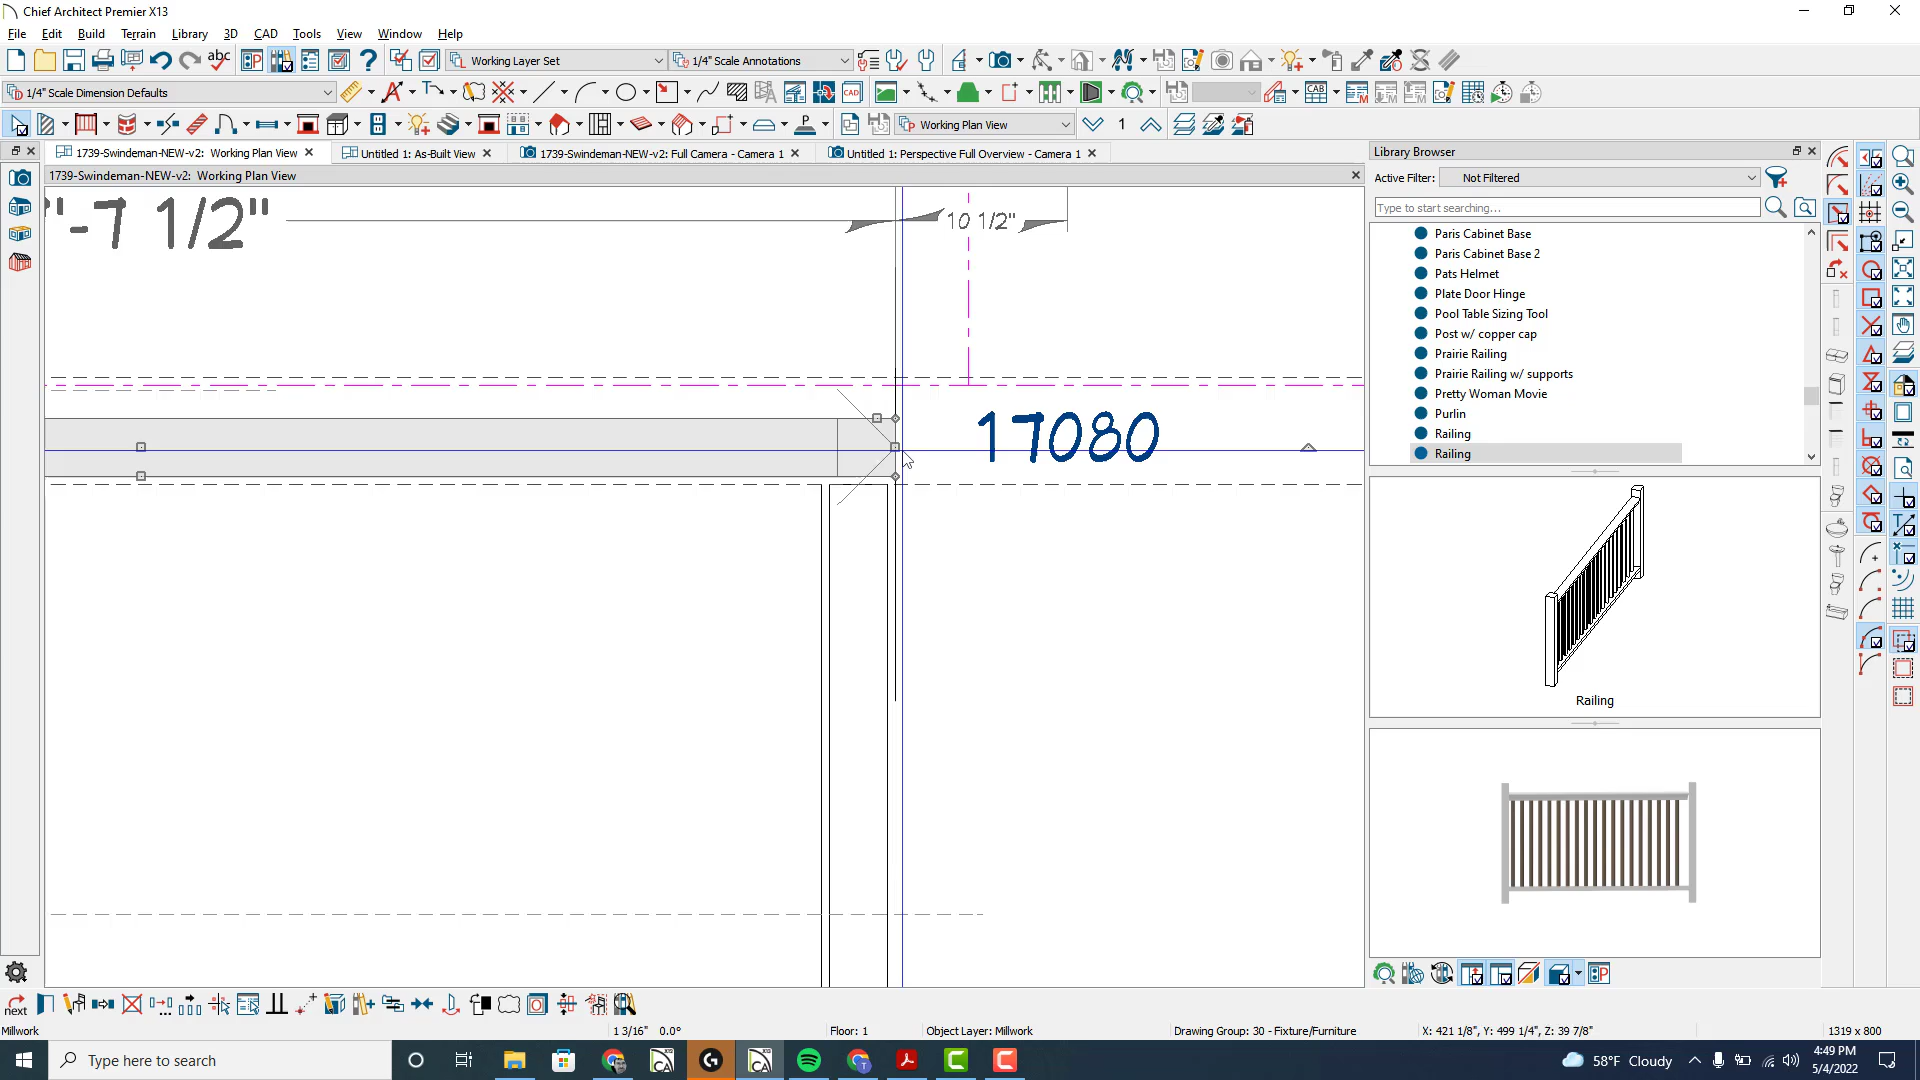 Chief Architect Premier X13
File Edit Build Terrain Library 3D CAD Tools View Window Help
Working Layer Set
1/4" Scale Annotations
1/4" Scale Dimension Defaults
CAD
CAB
Working Plan View
1
1739-Swindeman-NEW-v2: Working Plan View
Untitled 1: As-Built View
1739-Swindeman-NEW-v2: Full Camera - Camera 1
Untitled 1: Perspective Full Overview - Camera 1
1739-Swindeman-NEW-v2: Working Plan View
-7 1/2"
10 1/2"
17080
Library Browser
Active Filter:
Not Filtered
Type to start searching...
Paris Cabinet Base
Paris Cabinet Base 2
Pats Helmet
Plate Door Hinge
Pool Table Sizing Tool
Post w/ copper cap
Prairie Railing
Prairie Railing w/ supports
Pretty Woman Movie
Purlin
Railing
Railing
Railing
next
Millwork
1 3/16" 0.0°
Floor: 1
Object Layer: Millwork
Drawing Group: 30 - Fixture/Furniture
X: 421 1/8", Y: 499 1/4", Z: 39 7/8"
1319 x 800
Type here to search
58°F Cloudy
4:49 PM
5/4/2022